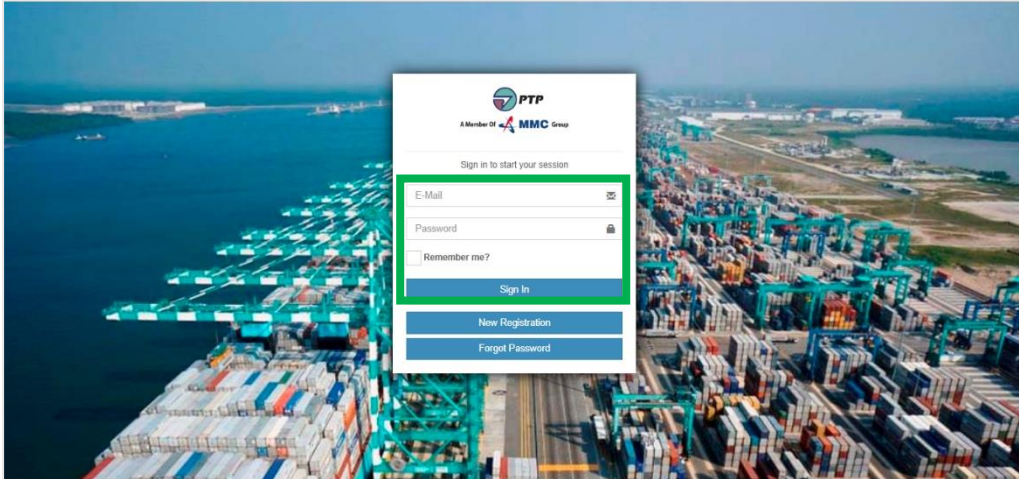 PTP
A Member Of MMC Group
Sign in to start your session
E-Mail
Password
Remember me?
Sign In
New Registration
Forgot Password